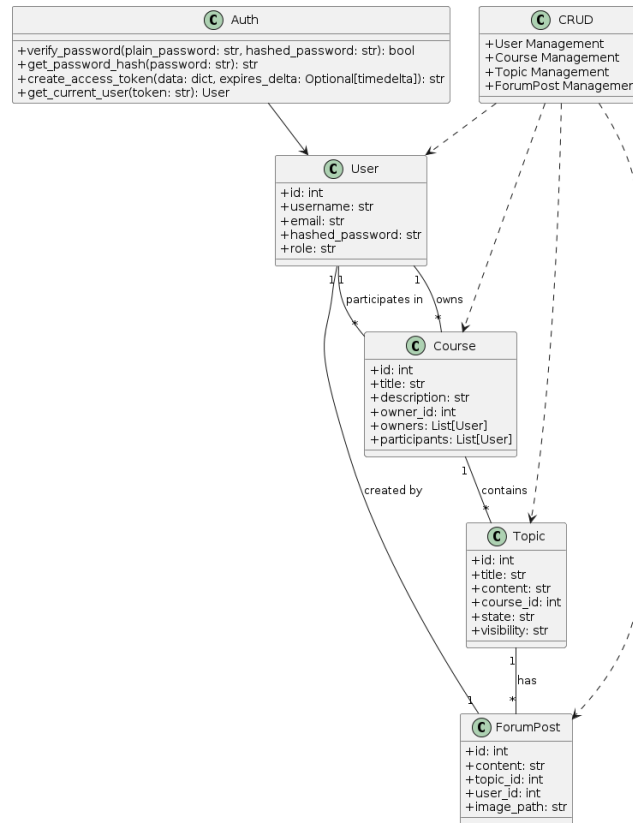 C Auth
+verify_password(plain_password: str, hashed_password: str): bool
+get_password_hash(password: str): str
+create_access_token(data: dict, expires_delta: Optional[timedelta]): str
+get_current_user(token: str): User
C CRUD
+User Management
+Course Management
+Topic Management
+ForumPost Managemen
C User
+id: int
+username: str
+email: str
+hashed_password: str
+role: str
1 1 1
participates in owns
* *
C Course
+id: int
+title: str
+description: str
+owner_id: int
+owners: List[User]
+participants: List[User]
1
created by contains
*
C Topic
+id: int
+title: str
+content: str
+course_id: int
+state: str
+visibility: str
1
has
1 *
C ForumPost
+id: int
+content: str
+topic_id: int
+user_id: int
+image_path: str